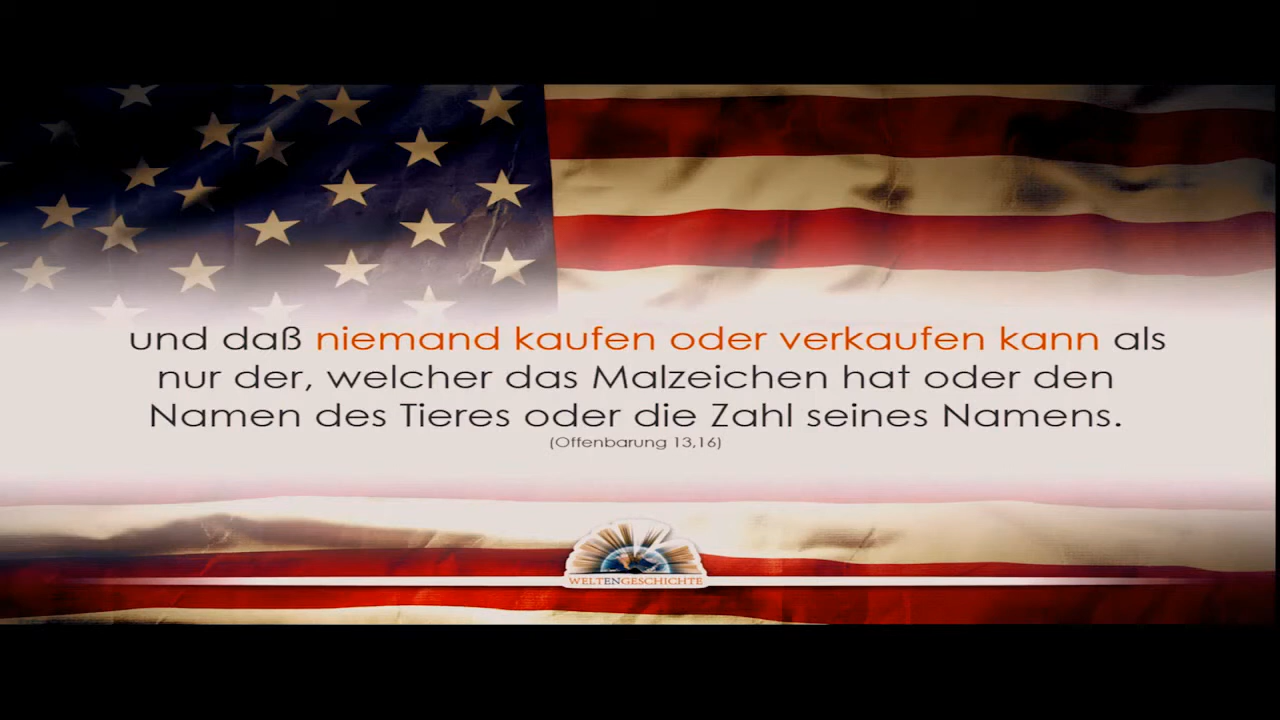 und daß niemand kaufen oder verkaufen kann als
nur der, welcher das Malzeichen hat oder den
Namen des Tieres oder die Zahl seines Namens.
(Offenbarung 13,16)
WELTENGESCHICHTE